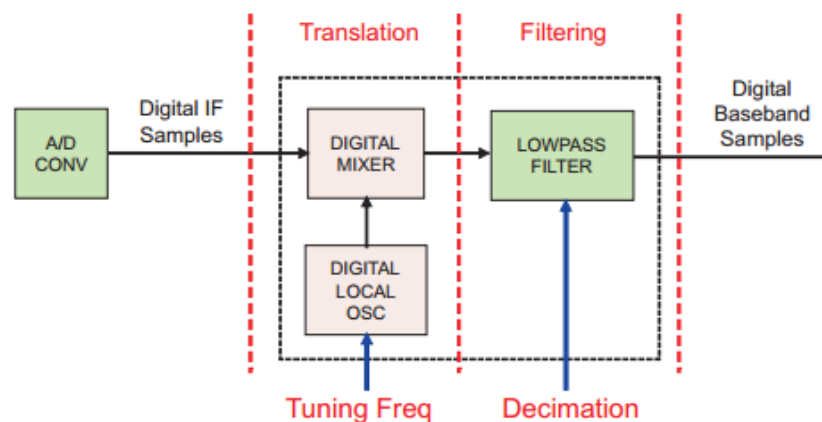 Translation
Filtering
Digital IF
Samples
Digital
Baseband
Samples
A/D
CONV
DIGITAL
MIXER
LOWPASS
FILTER
DIGITAL
LOCAL
OSC
Tuning Freq
Decimation